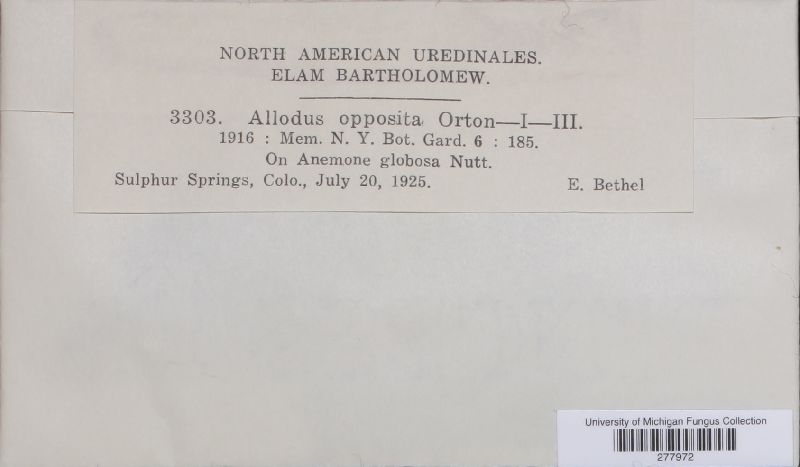 NORTH AMERICAN UREDINALES.
ELAM BARTHOLOMEW.
3303. Allodus opposita Orton—I—III.
1916 : Mem. N. Y. Bot. Gard. 6 : 185.
On Anemone globosa Nutt.
Sulphur Springs, Colo., July 20, 1925. E. Bethel
University of Michigan Fungus Collection
277972